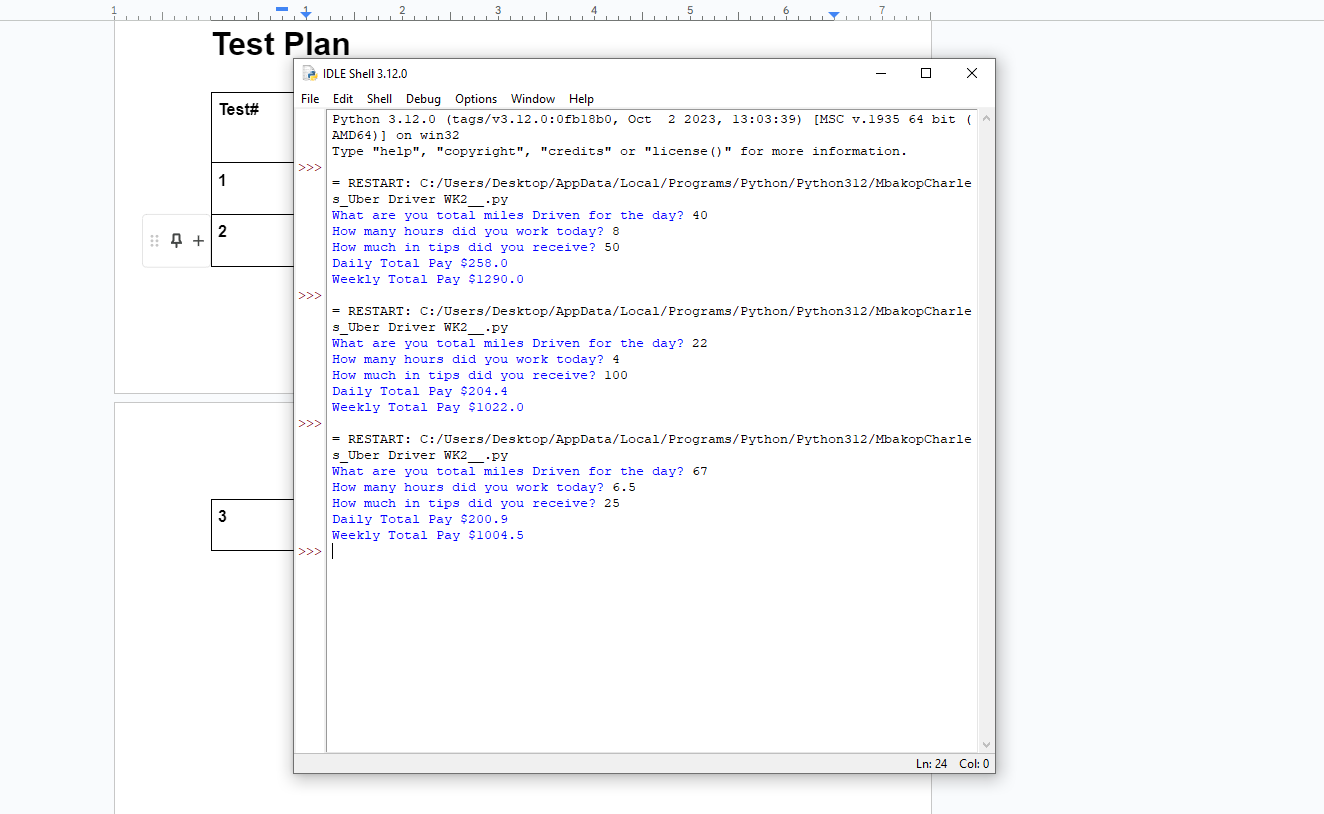 1 1 2 3 4 5 6 7
Test Plan
IDLE Shell 3.12.0
File Edit Shell Debug Options Window Help
Test#
1
2
3
Python 3.12.0 (tags/v3.12.0:0fb18b0, Oct  2 2023, 13:03:39) [MSC v.1935 64 bit (
AMD64)] on win32
Type "help", "copyright", "credits" or "license()" for more information.
>>>
= RESTART: C:/Users/Desktop/AppData/Local/Programs/Python/Python312/MbakopCharle
s_Uber Driver WK2__.py
What are you total miles Driven for the day? 40
How many hours did you work today? 8
How much in tips did you receive? 50
Daily Total Pay $258.0
Weekly Total Pay $1290.0
>>>
= RESTART: C:/Users/Desktop/AppData/Local/Programs/Python/Python312/MbakopCharle
s_Uber Driver WK2__.py
What are you total miles Driven for the day? 22
How many hours did you work today? 4
How much in tips did you receive? 100
Daily Total Pay $204.4
Weekly Total Pay $1022.0
>>>
= RESTART: C:/Users/Desktop/AppData/Local/Programs/Python/Python312/MbakopCharle
s_Uber Driver WK2__.py
What are you total miles Driven for the day? 67
How many hours did you work today? 6.5
How much in tips did you receive? 25
Daily Total Pay $200.9
Weekly Total Pay $1004.5
>>>
Ln: 24 Col: 0